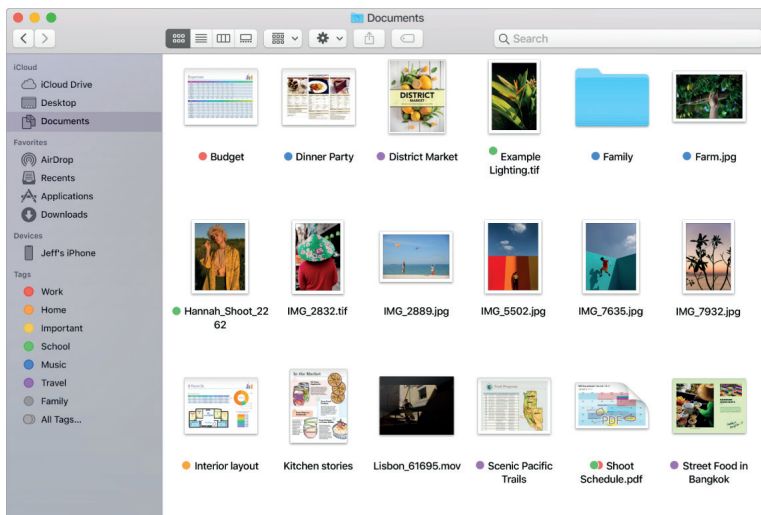 Documents
Search
iCloud
iCloud Drive
Desktop
Documents
Favorites
AirDrop
Recents
Applications
Downloads
Devices
Jeff's iPhone
Tags
Work
Home
Important
School
Music
Travel
Family
All Tags...
DISTRICT
MARKET
Budget
Dinner Party
District Market
Example
Lighting.tif
Family
Farm.jpg
Hannah_Shoot_22
62
IMG_2832.tif
IMG_2889.jpg
IMG_5502.jpg
IMG_7635.jpg
IMG_7932.jpg
PDF
Interior layout
Kitchen stories
Lisbon_61695.mov
Scenic Pacific
Trails
Shoot
Schedule.pdf
Street Food in
Bangkok